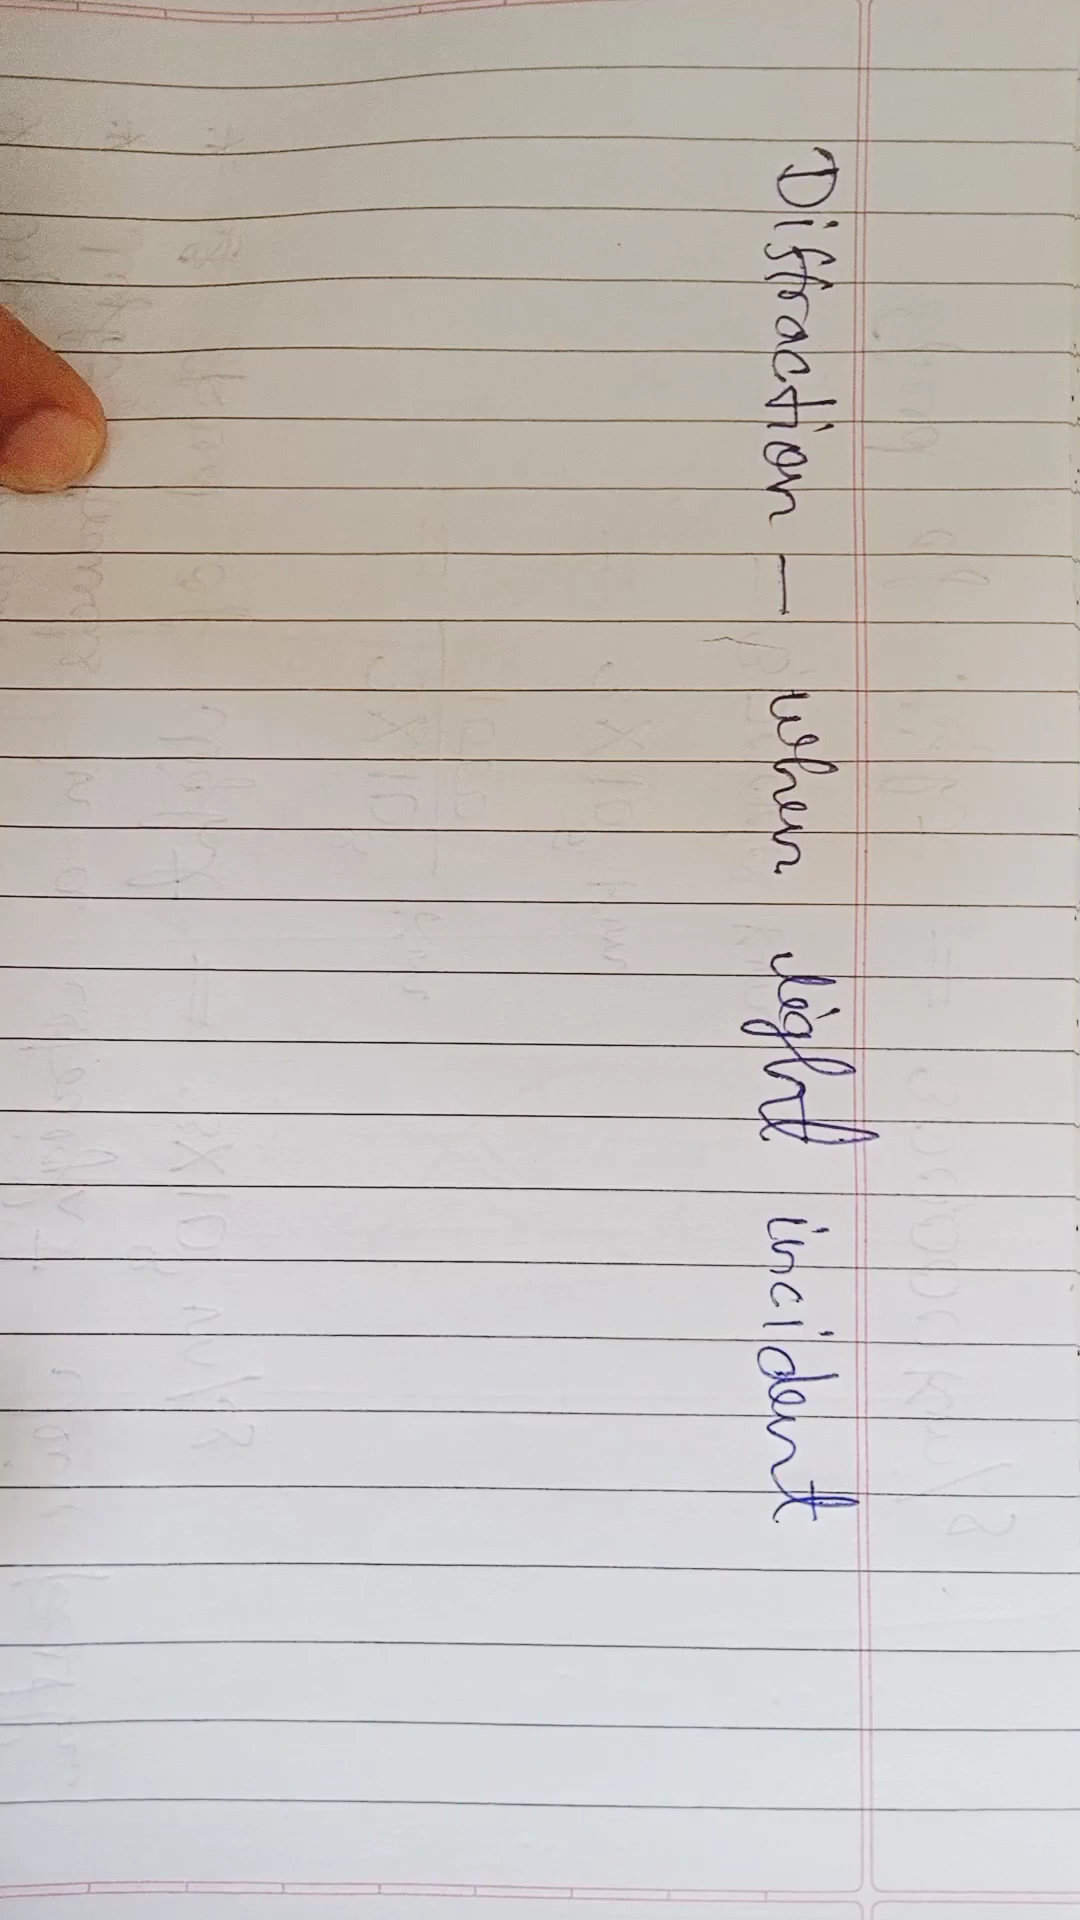 Diffraction — when light incident